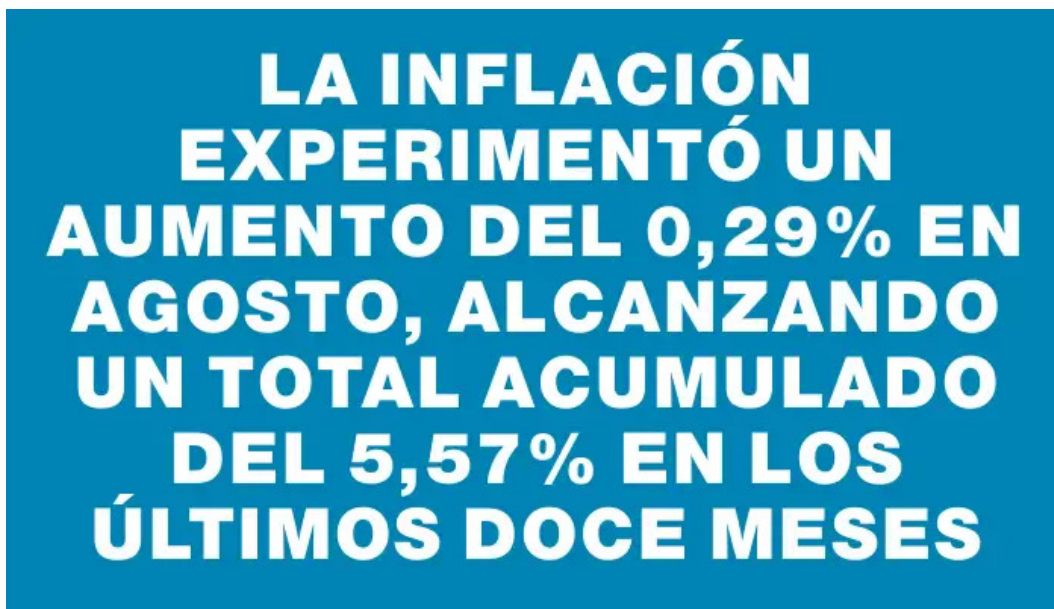 LA INFLACIÓN
EXPERIMENTÓ UN
AUMENTO DEL 0,29% EN
AGOSTO, ALCANZANDO
UN TOTAL ACUMULADO
DEL 5,57% EN LOS
ÚLTIMOS DOCE MESES